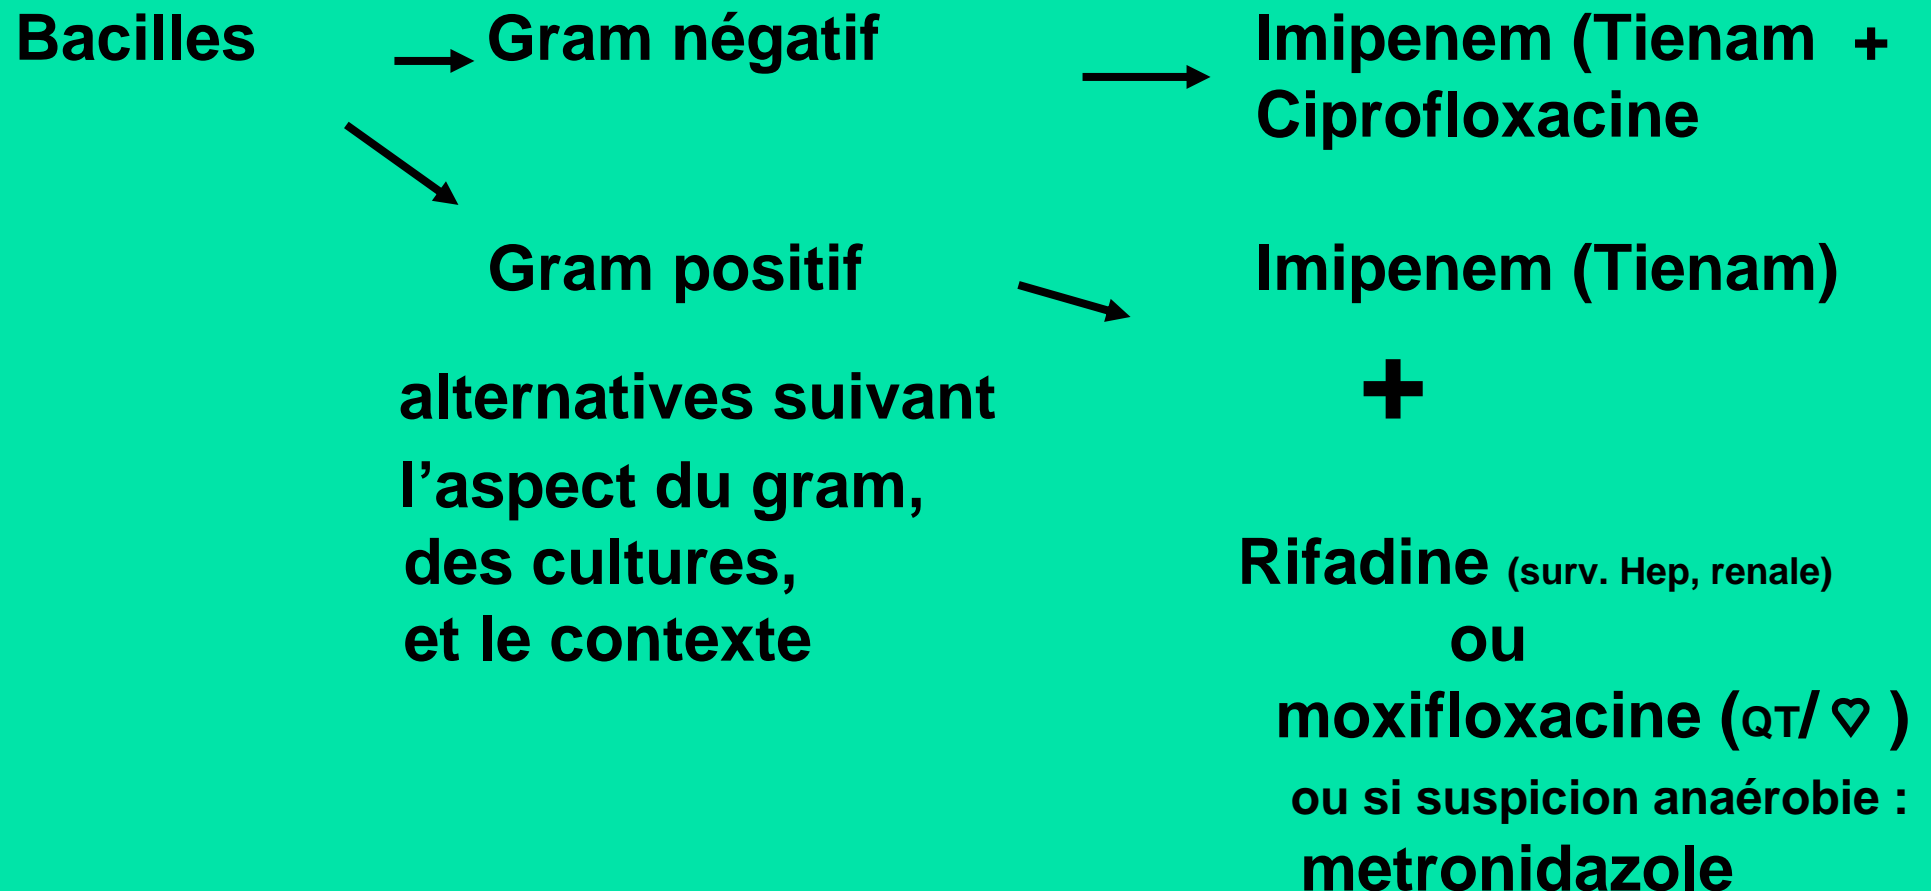 Bacilles Gram négatif Imipenem (Tienam +
Ciprofloxacine
Gram positif Imipenem (Tienam)
+
alternatives suivant
l’aspect du gram,
des cultures,
et le contexte
Rifadine (surv. Hep, renale)
ou
moxifloxacine (QT/ ♡ )
ou si suspicion anaérobie :
metronidazole